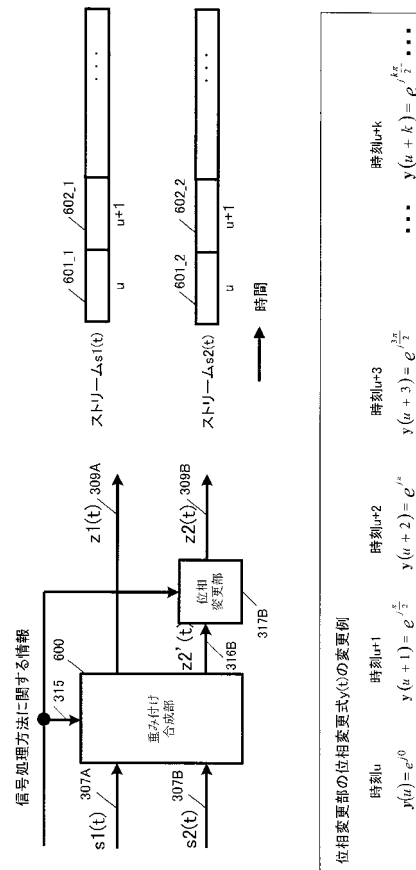 信号処理方法に関する情報
315
600
s1(t)
307A
s2(t)
307B
重み付け
合成部
z1(t)
309A
z2'(t)
316B
位相
変更部
317B
z2(t)
309B
ストリームs1(t)
601_1
602_1
u
u+1
・・・
ストリームs2(t)
601_2
602_2
u
u+1
・・・
時間
位相変更部の位相変更式y(t)の変更例
時刻u
時刻u+1
時刻u+2
時刻u+3
時刻u+k
y(u) = e^{j0}
y(u + 1) = e^{j\frac{π}{2}}
y(u + 2) = e^{jπ}
y(u + 3) = e^{j\frac{3π}{2}}
・・・
y(u + k) = e^{j\frac{kπ}{2}}
・・・